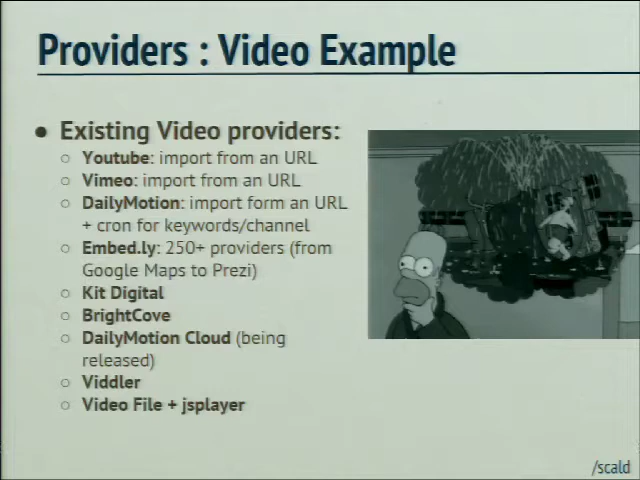 Providers : Video Example
● Existing Video providers:
○ Youtube: import from an URL
○ Vimeo: import from an URL
○ DailyMotion: import form an URL
+ cron for keywords/channel
○ Embed.ly: 250+ providers (from
Google Maps to Prezi)
○ Kit Digital
○ BrightCove
○ DailyMotion Cloud (being
released)
○ Viddler
○ Video File + jsplayer
/scald